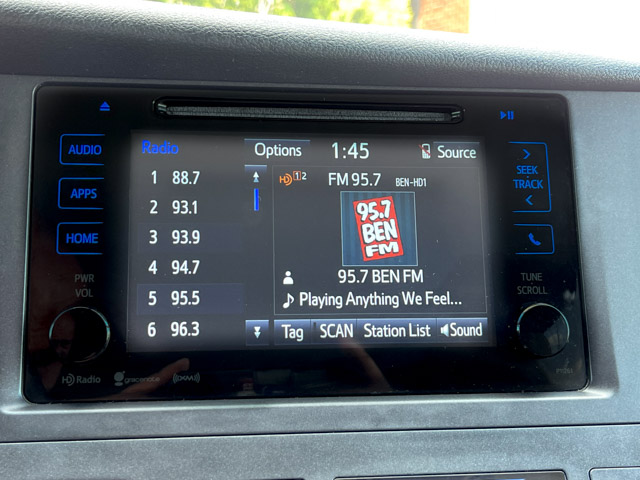 AUDIO
APPS
HOME
PWR
VOL
Radio
Options
1:45
Source
1 88.7
2 93.1
3 93.9
4 94.7
5 95.5
6 96.3
HD 1 2
FM 95.7 BEN-HD1
95.7
BEN
FM
95.7 BEN FM
Playing Anything We Feel...
Tag
SCAN
Station List
Sound
SEEK
TRACK
TUNE
SCROLL
HD Radio
gracenote
(((XM)))